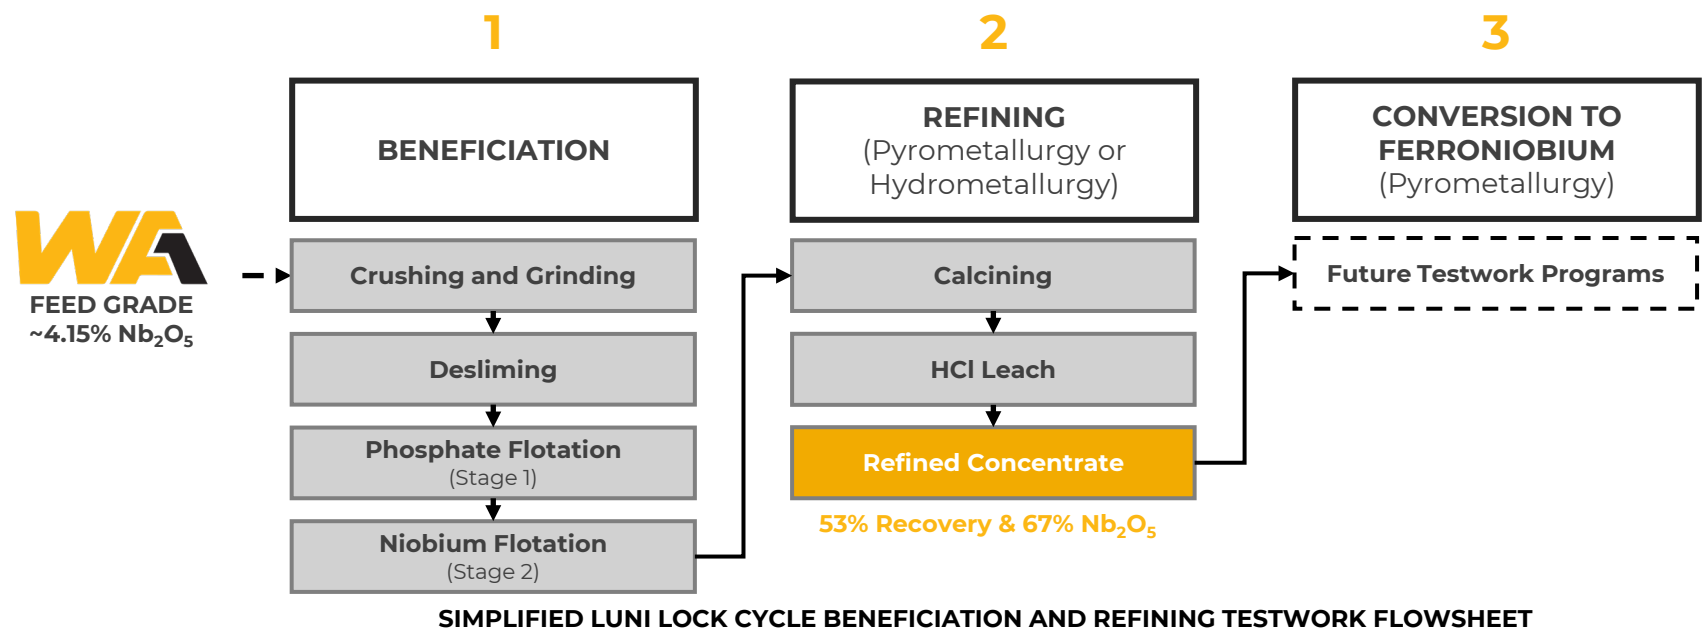 1
2
3
BENEFICIATION
REFINING
(Pyrometallurgy or
Hydrometallurgy)
CONVERSION TO
FERRONIOBIUM
(Pyrometallurgy)
WA1
FEED GRADE
~4.15% Nb₂O₅
Crushing and Grinding
Desliming
Phosphate Flotation
(Stage 1)
Niobium Flotation
(Stage 2)
Calcining
HCl Leach
Refined Concentrate
53% Recovery & 67% Nb₂O₅
Future Testwork Programs
SIMPLIFIED LUNI LOCK CYCLE BENEFICIATION AND REFINING TESTWORK FLOWSHEET